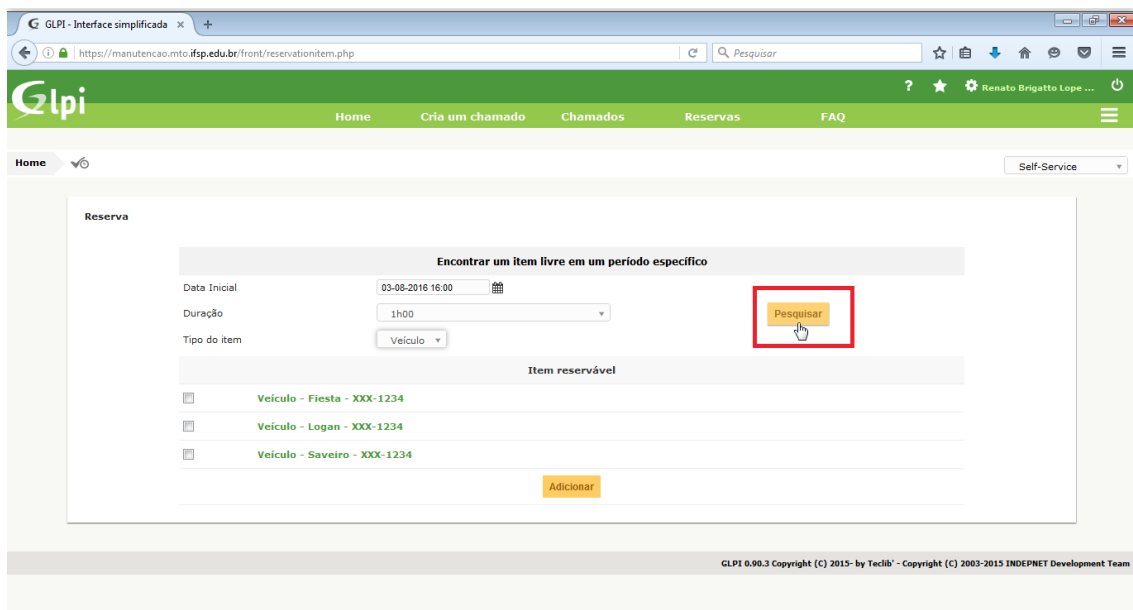 GLPI - Interface simplificada
https://manutencao.mto.ifsp.edu.br/front/reservationitem.php
Pesquisar
Glpi
? Renato Brigatto Lope ...
Home Cria um chamado Chamados Reservas FAQ
Home Self-Service
Reserva
Encontrar um item livre em um período específico
Data Inicial 03-08-2016 16:00
Duração 1h00 Pesquisar
Tipo do item Veículo
Item reservável
Veículo - Fiesta - XXX-1234
Veículo - Logan - XXX-1234
Veículo - Saveiro - XXX-1234
Adicionar
GLPI 0.90.3 Copyright (C) 2015- by Teclib' - Copyright (C) 2003-2015 INDEPNET Development Team